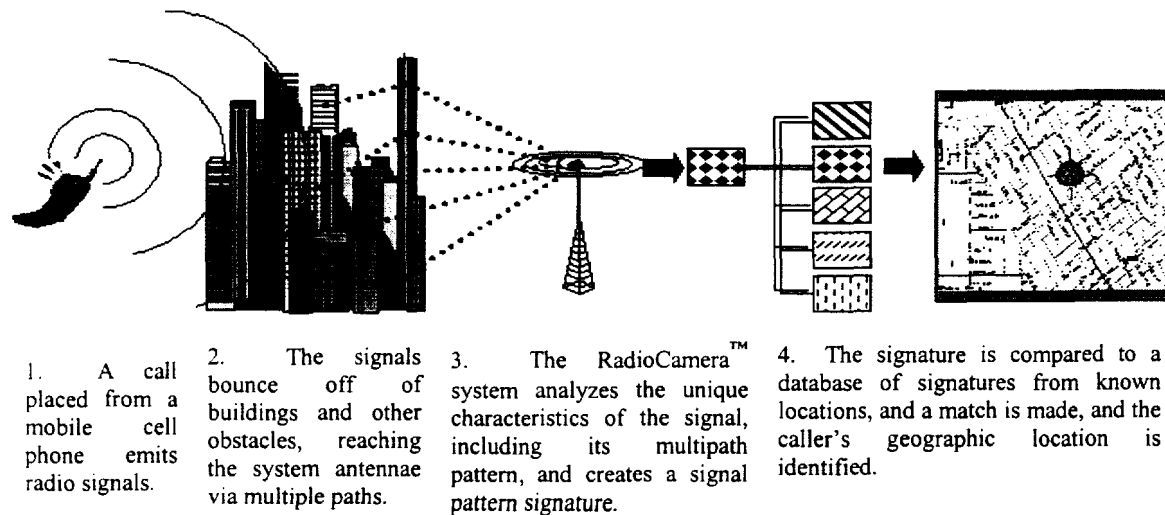 1. A call
placed from a
mobile cell
phone emits
radio signals.
2. The signals
bounce off of
buildings and other
obstacles, reaching
the system antennae
via multiple paths.
3. The RadioCamera™
system analyzes the unique
characteristics of the signal,
including its multipath
pattern, and creates a signal
pattern signature.
4. The signature is compared to a
database of signatures from known
locations, and a match is made, and the
caller's geographic location is
identified.